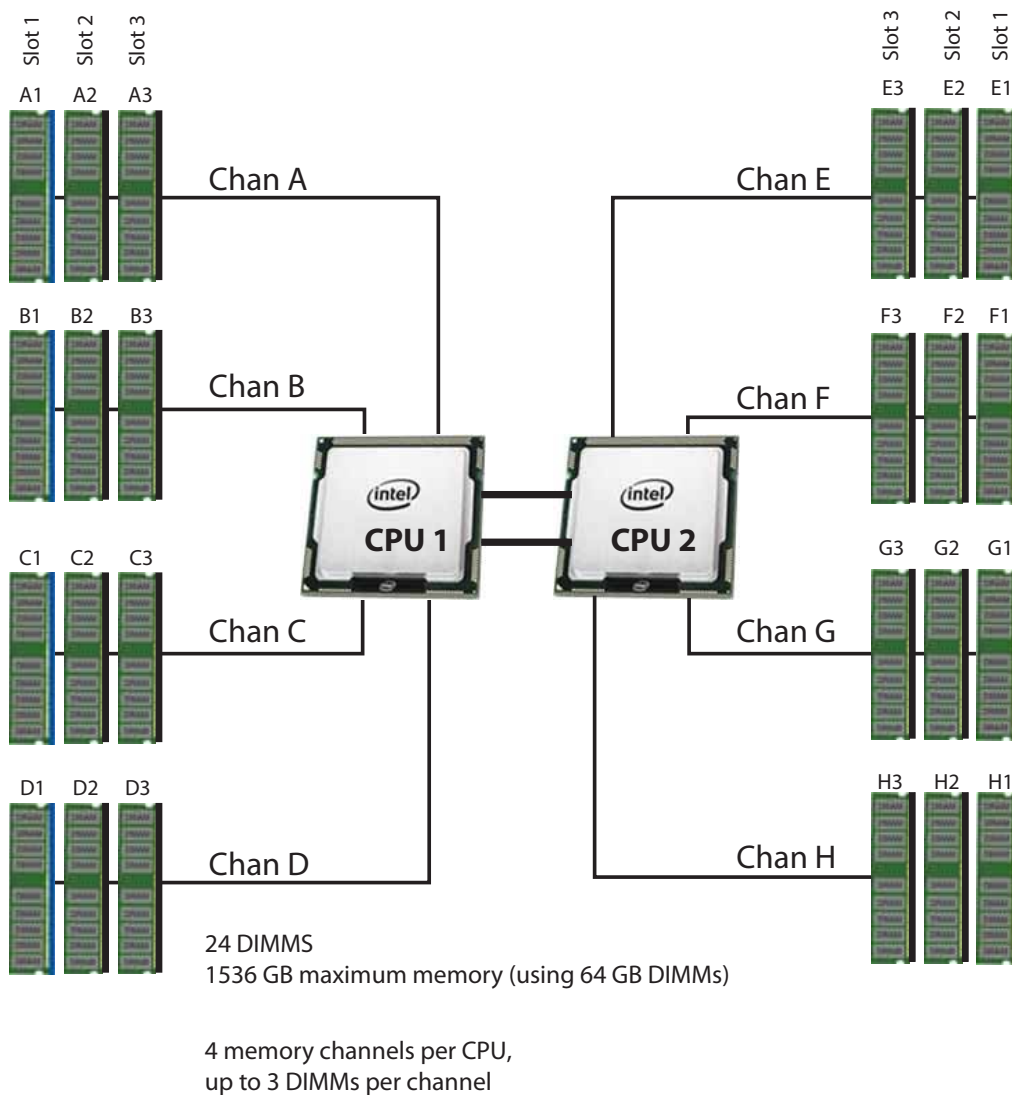 Slot 1 Slot 2 Slot 3
Slot 3 Slot 2 Slot 1
A1 A2 A3
E3 E2 E1
Chan A
Chan E
B1 B2 B3
F3 F2 F1
Chan B
Chan F
intel
CPU 1
intel
CPU 2
C1 C2 C3
G3 G2 G1
Chan C
Chan G
D1 D2 D3
H3 H2 H1
Chan D
Chan H
24 DIMMS
1536 GB maximum memory (using 64 GB DIMMs)
4 memory channels per CPU,
up to 3 DIMMs per channel